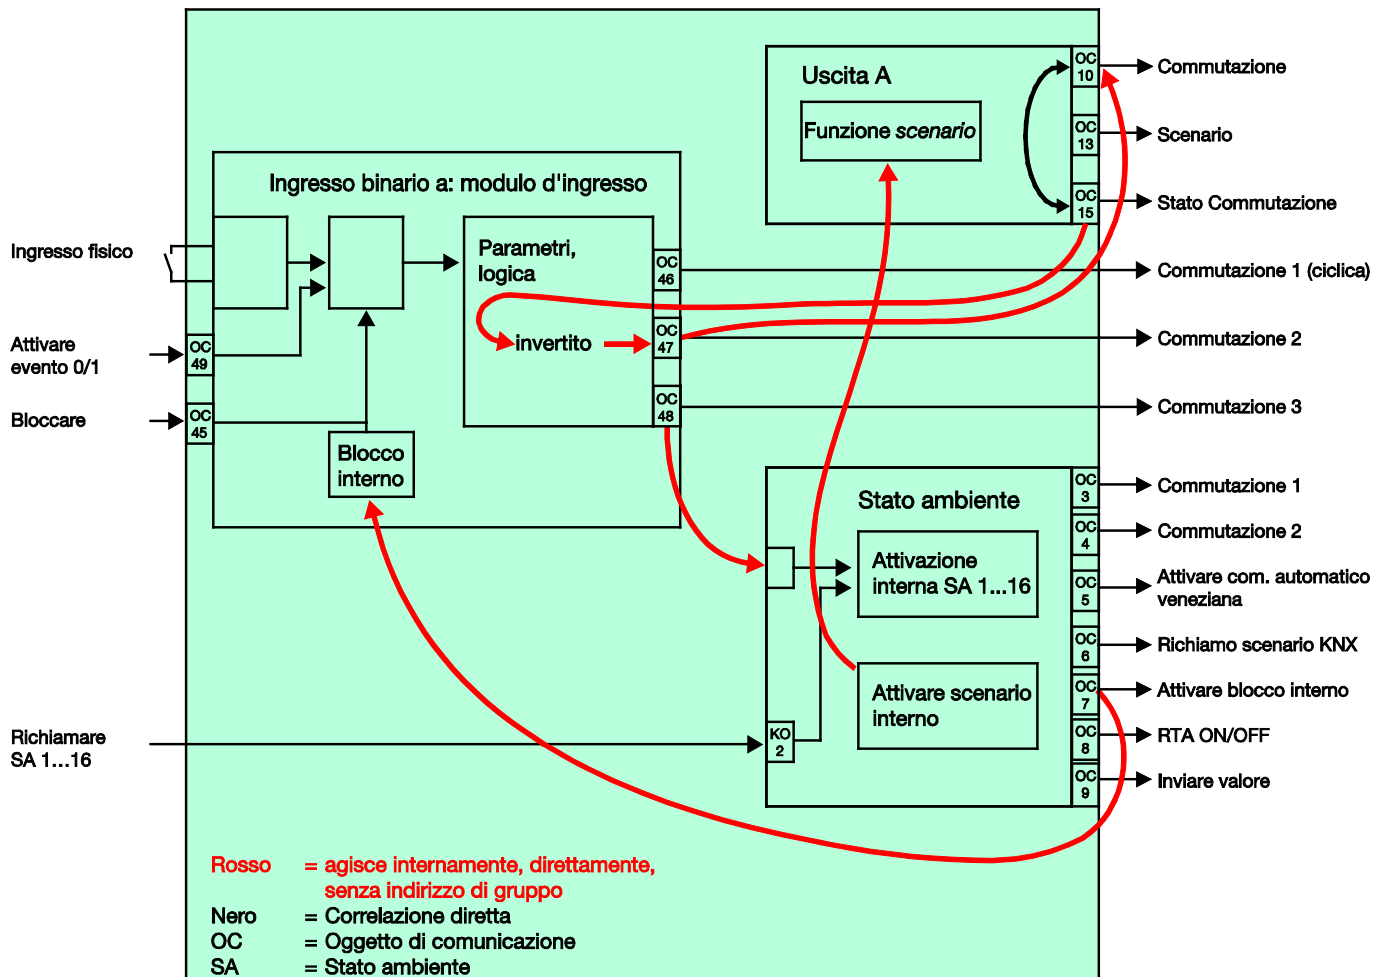 Uscita A
Funzione scenario
OC
10
Commutazione
OC
13
Scenario
OC
15
Stato Commutazione
Ingresso binario a: modulo d'ingresso
Ingresso fisico
Parametri,
logica
invertito
OC
46
Commutazione 1 (ciclica)
OC
47
Commutazione 2
OC
48
Commutazione 3
Attivare
evento 0/1
OC
49
Bloccare
OC
45
Blocco
interno
Stato ambiente
Attivazione
interna SA 1...16
Attivare scenario
interno
OC
3
Commutazione 1
OC
4
Commutazione 2
OC
5
Attivare com. automatico
veneziana
OC
6
Richiamo scenario KNX
OC
7
Attivare blocco interno
OC
8
RTA ON/OFF
OC
9
Inviare valore
Richiamare
SA 1...16
KO
2
Rosso = agisce internamente, direttamente,
senza indirizzo di gruppo
Nero = Correlazione diretta
OC = Oggetto di comunicazione
SA = Stato ambiente